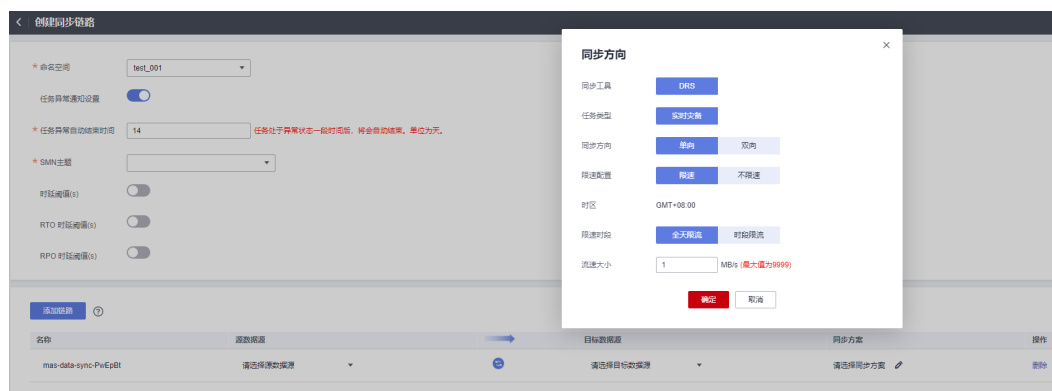 创建同步链路
* 命名空间 test_001
任务异常通知设置
* 任务异常自动结束时间 14 任务处于异常状态一段时间后，将会自动结束。单位为天。
* SMN主题
时延阈值(s)
RTO 时延阈值(s)
RPO 时延阈值(s)
同步方向
同步工具 DRS
任务类型 实时灾备
同步方向 单向 双向
限速配置 限速 不限速
时区 GMT+08:00
限速时段 全天限流 时段限流
流速大小 1 MB/s (最大值为9999)
确定 取消
添加链路
名称 源数据源 目标数据源 同步方案 操作
mas-data-sync-PwEpBt 请选择源数据源 请选择目标数据源 请选择同步方案 删除